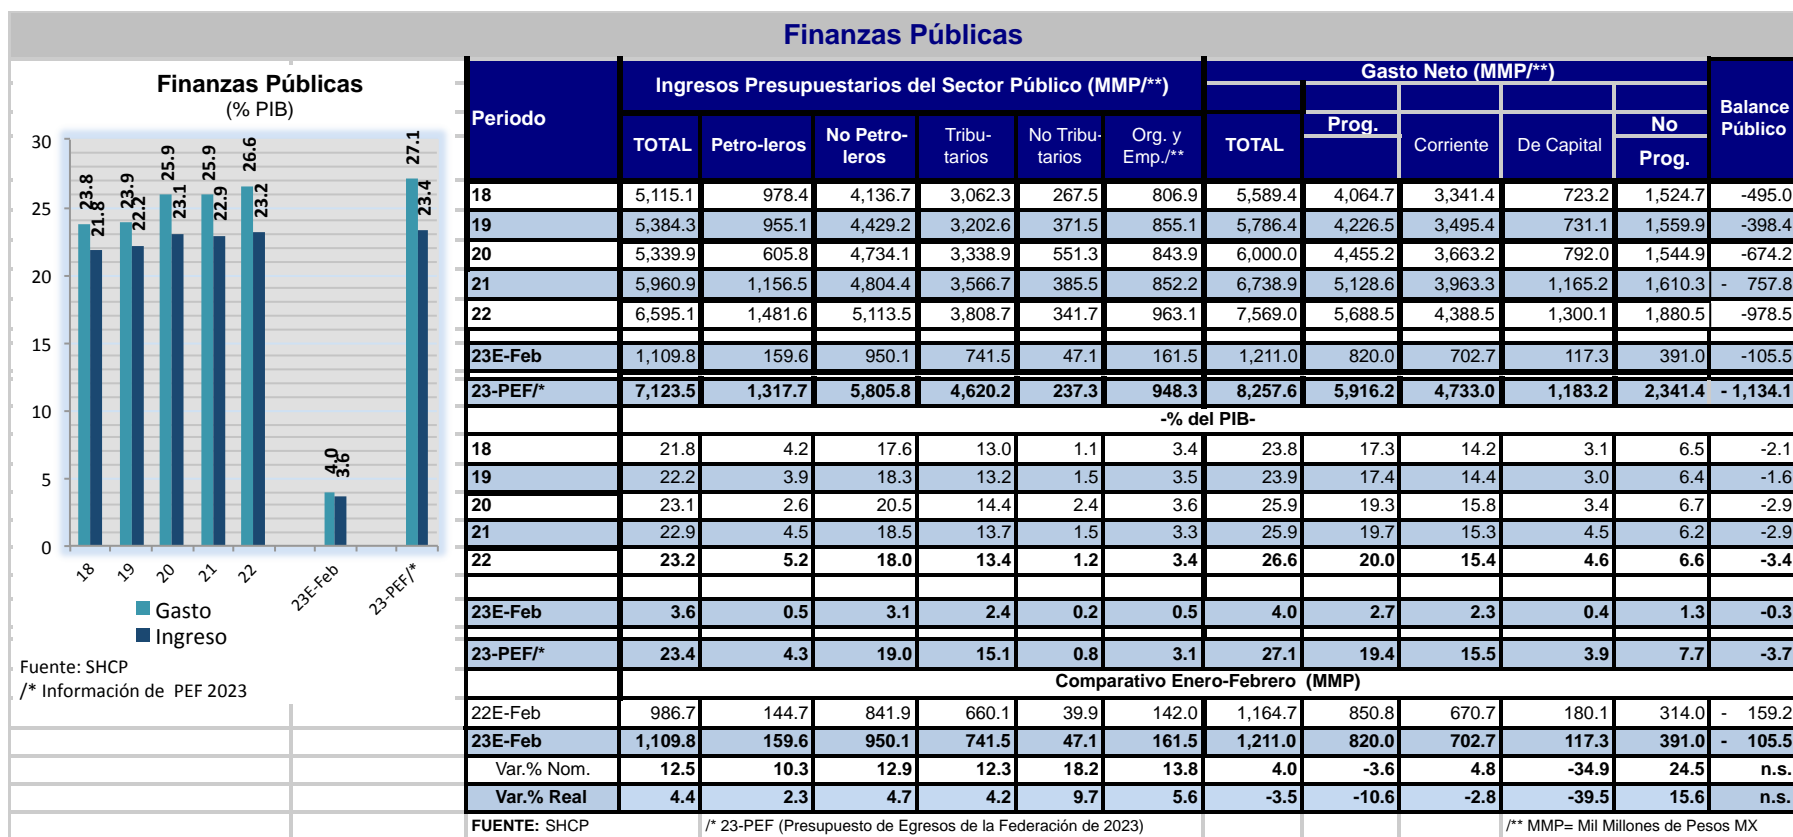 Finanzas Públicas
Finanzas Públicas
(% PIB)
30
25
20
15
10
5
0
23.8
21.8
23.9
22.2
25.9
23.1
25.9
22.9
26.6
23.2
4.0
3.6
27.1
23.4
18
19
20
21
22
23E-Feb
23-PEF/*
Gasto
Ingreso
Fuente: SHCP
/* Información de PEF 2023
Periodo
Ingresos Presupuestarios del Sector Público (MMP/**)
Gasto Neto (MMP/**)
Balance Público
TOTAL Petro-leros No Petro-leros Tribu-tarios No Tribu-tarios Org. y Emp./** TOTAL Prog. Corriente De Capital No Prog.
18 5,115.1 978.4 4,136.7 3,062.3 267.5 806.9 5,589.4 4,064.7 3,341.4 723.2 1,524.7 -495.0
19 5,384.3 955.1 4,429.2 3,202.6 371.5 855.1 5,786.4 4,226.5 3,495.4 731.1 1,559.9 -398.4
20 5,339.9 605.8 4,734.1 3,338.9 551.3 843.9 6,000.0 4,455.2 3,663.2 792.0 1,544.9 -674.2
21 5,960.9 1,156.5 4,804.4 3,566.7 385.5 852.2 6,738.9 5,128.6 3,963.3 1,165.2 1,610.3 - 757.8
22 6,595.1 1,481.6 5,113.5 3,808.7 341.7 963.1 7,569.0 5,688.5 4,388.5 1,300.1 1,880.5 -978.5
23E-Feb 1,109.8 159.6 950.1 741.5 47.1 161.5 1,211.0 820.0 702.7 117.3 391.0 -105.5
23-PEF/* 7,123.5 1,317.7 5,805.8 4,620.2 237.3 948.3 8,257.6 5,916.2 4,733.0 1,183.2 2,341.4 - 1,134.1
-% del PIB-
18 21.8 4.2 17.6 13.0 1.1 3.4 23.8 17.3 14.2 3.1 6.5 -2.1
19 22.2 3.9 18.3 13.2 1.5 3.5 23.9 17.4 14.4 3.0 6.4 -1.6
20 23.1 2.6 20.5 14.4 2.4 3.6 25.9 19.3 15.8 3.4 6.7 -2.9
21 22.9 4.5 18.5 13.7 1.5 3.3 25.9 19.7 15.3 4.5 6.2 -2.9
22 23.2 5.2 18.0 13.4 1.2 3.4 26.6 20.0 15.4 4.6 6.6 -3.4
23E-Feb 3.6 0.5 3.1 2.4 0.2 0.5 4.0 2.7 2.3 0.4 1.3 -0.3
23-PEF/* 23.4 4.3 19.0 15.1 0.8 3.1 27.1 19.4 15.5 3.9 7.7 -3.7
Comparativo Enero-Febrero (MMP)
22E-Feb 986.7 144.7 841.9 660.1 39.9 142.0 1,164.7 850.8 670.7 180.1 314.0 - 159.2
23E-Feb 1,109.8 159.6 950.1 741.5 47.1 161.5 1,211.0 820.0 702.7 117.3 391.0 - 105.5
Var.% Nom. 12.5 10.3 12.9 12.3 18.2 13.8 4.0 -3.6 4.8 -34.9 24.5 n.s.
Var.% Real 4.4 2.3 4.7 4.2 9.7 5.6 -3.5 -10.6 -2.8 -39.5 15.6 n.s.
FUENTE: SHCP /* 23-PEF (Presupuesto de Egresos de la Federación de 2023) /** MMP= Mil Millones de Pesos MX